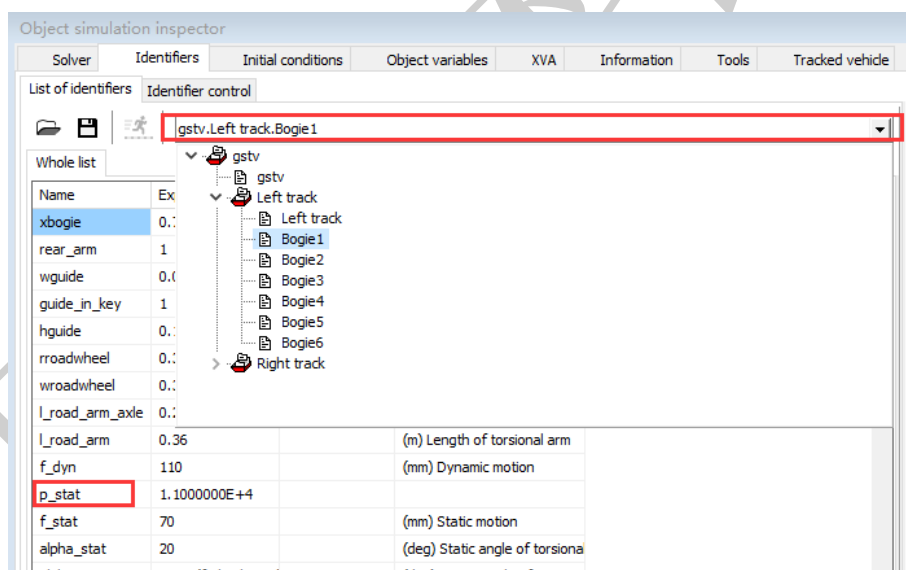 Object simulation inspector
Solver Identifiers Initial conditions Object variables XVA Information Tools Tracked vehicle
List of identifiers Identifier control
gstv.Left track.Bogie1
Whole list
gstv
gstv
Left track
Left track
Bogie1
Bogie2
Bogie3
Bogie4
Bogie5
Bogie6
Right track
Name
xbogie
rear_arm 1
wguide
guide_in_key 1
hguide
rroadwheel
wroadwheel
l_road_arm_axle
l_road_arm 0.36 (m) Length of torsional arm
f_dyn 110 (mm) Dynamic motion
p_stat 1.1000000E+4
f_stat 70 (mm) Static motion
alpha_stat 20 (deg) Static angle of torsiona